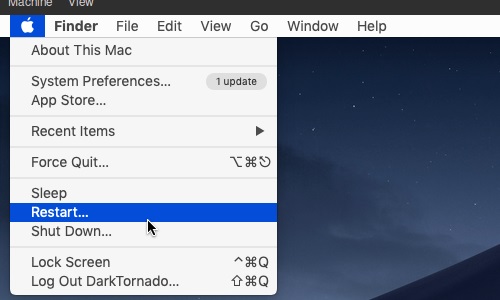 Machine View
Finder File Edit View Go Window Help
About This Mac
System Preferences... 1 update
App Store...
Recent Items ▶
Force Quit... ⌥⌘⎋
Sleep
Restart...
Shut Down...
Lock Screen ^⌘Q
Log Out DarkTornado... ⇧⌘Q